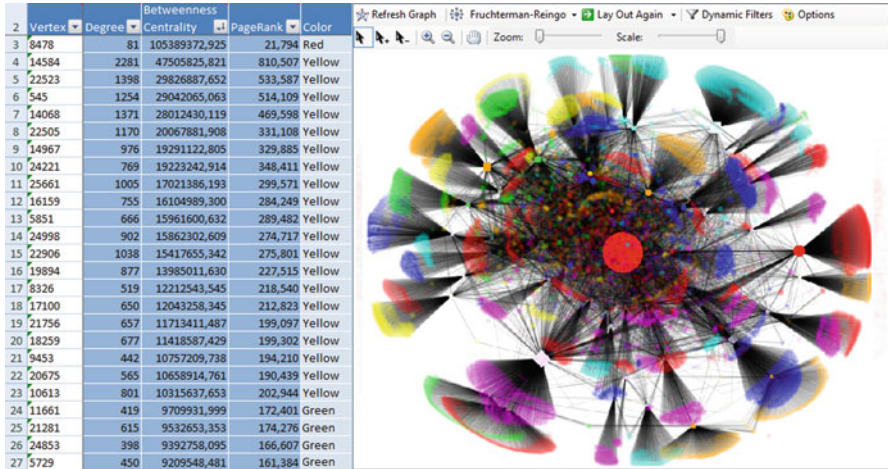 Refresh Graph Fruchterman-Reingo Lay Out Again Dynamic Filters Options
Zoom: Scale:
Betweenness
2 Vertex Degree Centrality PageRank Color
3 8478 81 105389372,925 21,794 Red
4 14584 2281 47505825,821 810,507 Yellow
5 22523 1398 29826887,652 533,587 Yellow
6 545 1254 29042065,063 514,109 Yellow
7 14068 1371 28012430,119 469,598 Yellow
8 22505 1170 20067881,908 331,108 Yellow
9 14967 976 19291122,805 329,885 Yellow
10 24221 769 19223242,914 348,411 Yellow
11 25661 1005 17021386,193 299,571 Yellow
12 16159 755 16104989,300 284,249 Yellow
13 5851 666 15961600,632 289,482 Yellow
14 24998 902 15862302,609 274,717 Yellow
15 22906 1038 15417655,342 275,801 Yellow
16 19894 877 13985011,630 227,515 Yellow
17 8326 519 12212543,545 218,540 Yellow
18 17100 650 12043258,345 212,823 Yellow
19 21756 657 11713411,487 199,097 Yellow
20 18259 677 11418587,429 199,302 Yellow
21 9453 442 10757209,738 194,210 Yellow
22 20675 565 10658914,761 190,439 Yellow
23 10613 801 10315637,653 202,944 Yellow
24 11661 419 9709931,999 172,401 Green
25 21281 615 9532653,353 174,276 Green
26 24853 398 9392758,095 166,607 Green
27 5729 450 9209548,481 161,384 Green